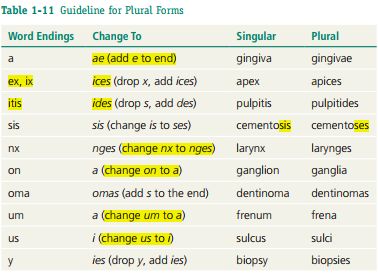 Table 1-11 Guideline for Plural Forms
Word Endings Change To Singular Plural
a ae (add e to end) gingiva gingivae
ex, ix ices (drop x, add ices) apex apices
itis ides (drop s, add des) pulpitis pulpitides
sis sis (change is to ses) cementosis cementoses
nx nges (change nx to nges) larynx larynges
on a (change on to a) ganglion ganglia
oma omas (add s to the end) dentinoma dentinomas
um a (change um to a) frenum frena
us i (change us to i) sulcus sulci
y ies (drop y, add ies) biopsy biopsies